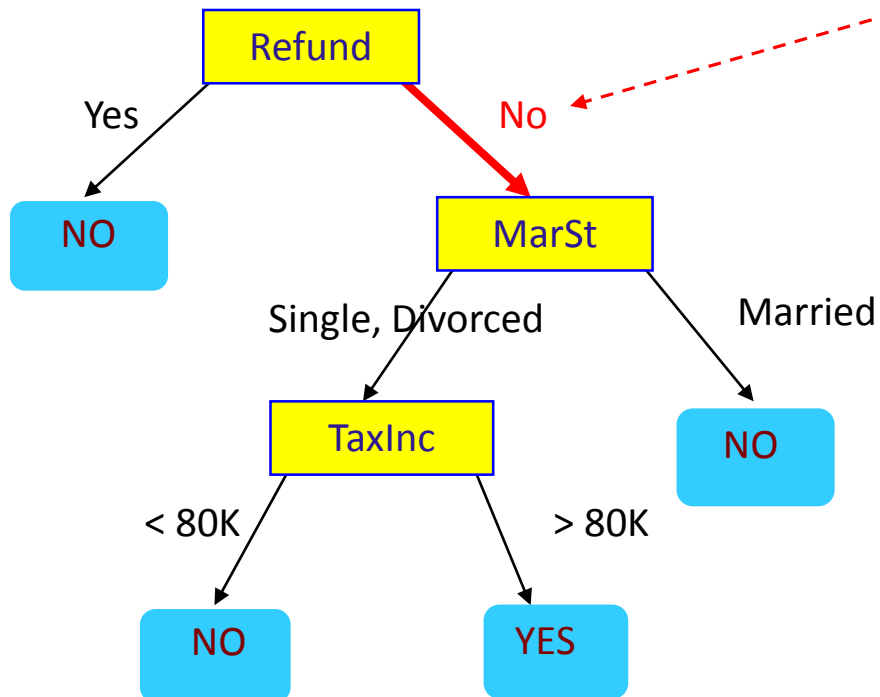 Refund
Yes
No
NO
MarSt
Single, Divorced
Married
TaxInc
NO
< 80K
> 80K
NO
YES